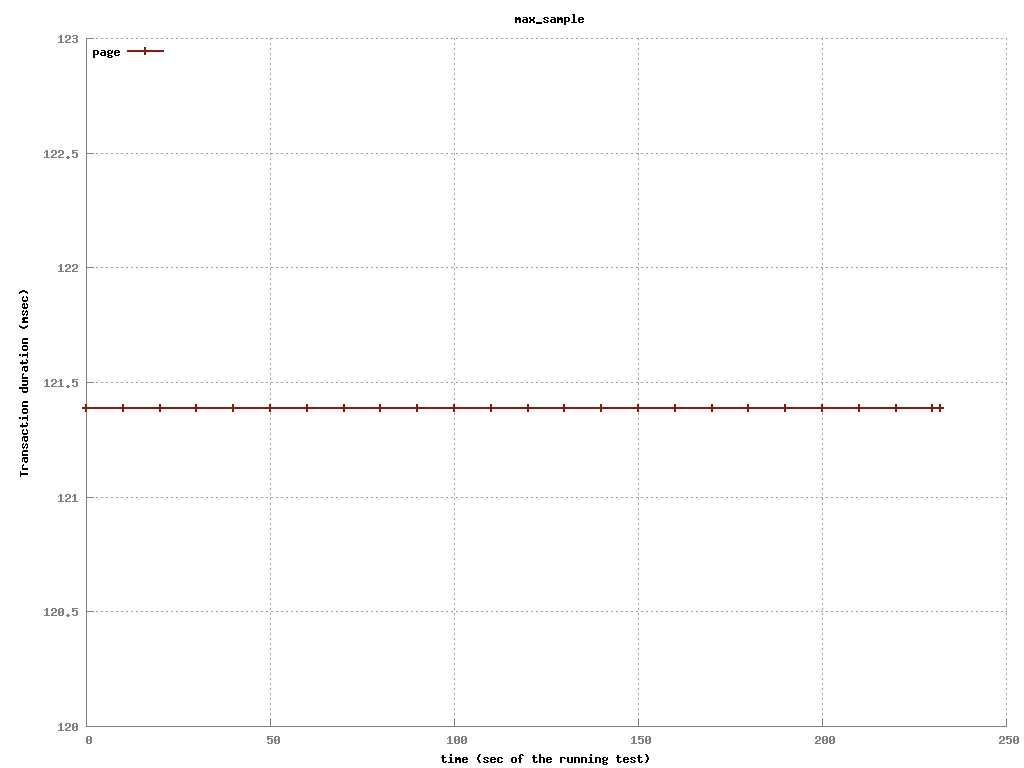 max_sample
123
page
122.5
122
121.5
121
120.5
120
Transaction duration (msec)
0 50 100 150 200 250
time (sec of the running test)